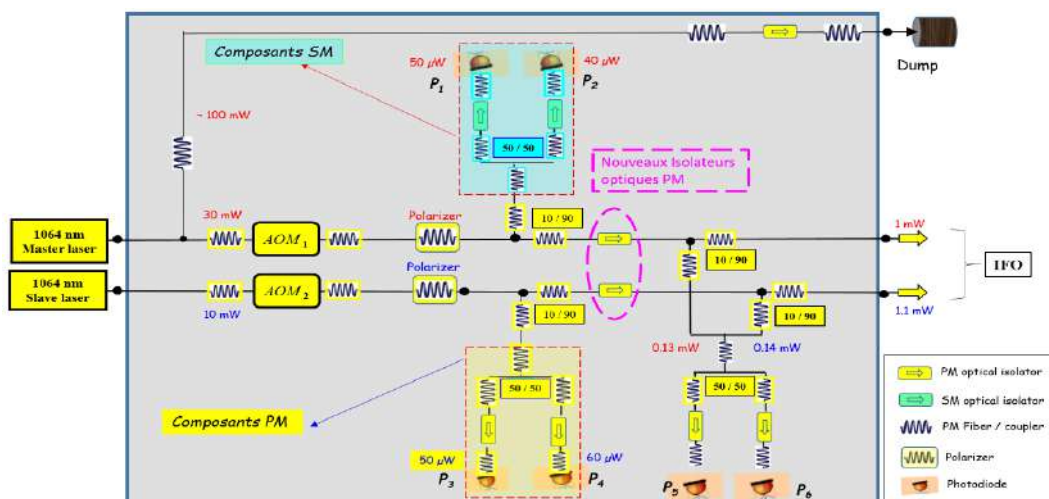 Composants SM
50 µW
P1
40 µW
P2
Dump
~ 100 mW
50 / 50
Nouveaux Isolateurs
optiques PM
1064 nm
Master laser
30 mW
AOM1
Polarizer
10 / 90
10 / 90
1 mW
IFO
1064 nm
Slave laser
10 mW
AOM2
Polarizer
10 / 90
10 / 90
1.1 mW
0.13 mW
0.14 mW
Composants PM
50 / 50
50 / 50
50 µW
P3
60 µW
P4
P5
P6
PM optical isolator
SM optical isolator
PM Fiber / coupler
Polarizer
Photodiode